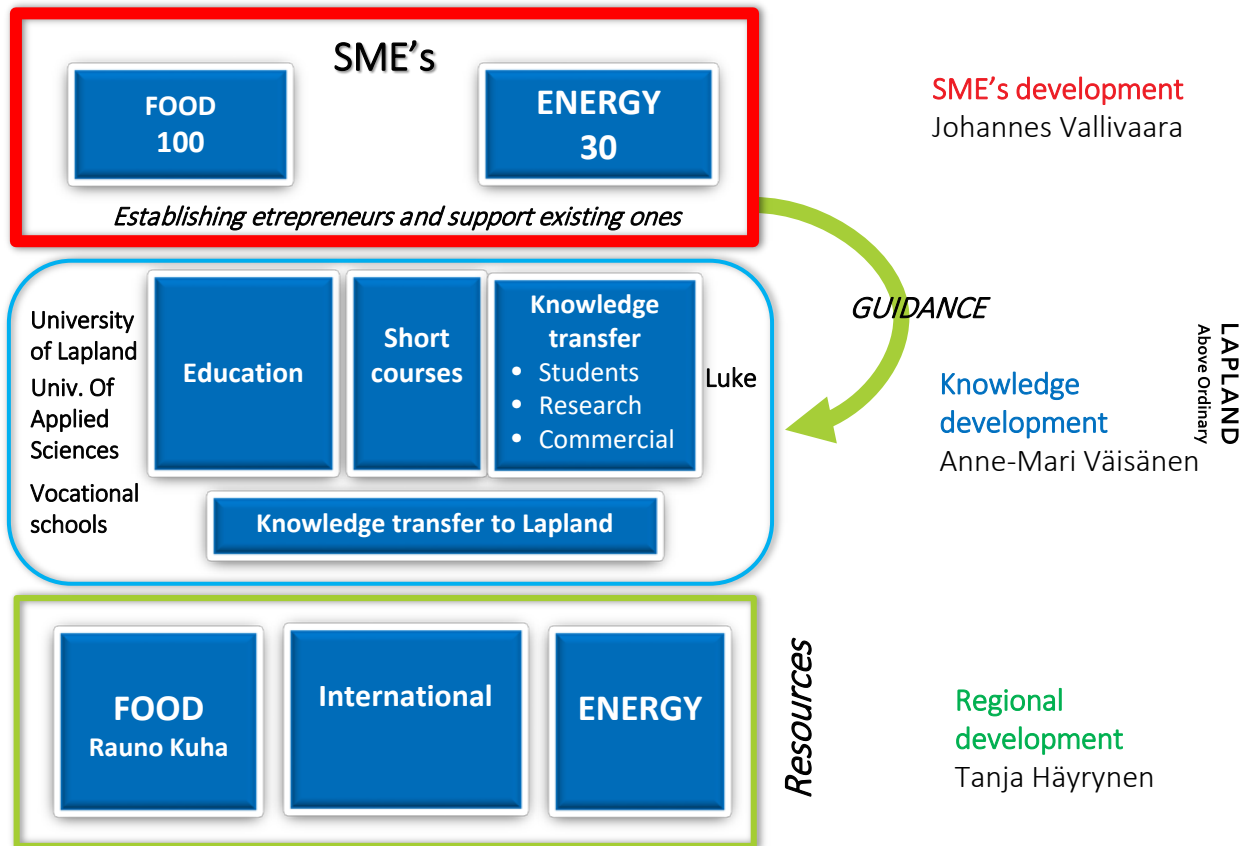 SME's
FOOD
100
ENERGY
30
Establishing etrepreneurs and support existing ones
SME's development
Johannes Vallivaara
GUIDANCE
University
of Lapland
Univ. Of
Applied
Sciences
Vocational
schools
Education
Short
courses
Knowledge
transfer
• Students
• Research
• Commercial
Luke
Knowledge transfer to Lapland
Knowledge
development
Anne-Mari Väisänen
LAPLAND
Above Ordinary
FOOD
Rauno Kuha
International
ENERGY
Resources
Regional
development
Tanja Häyrynen